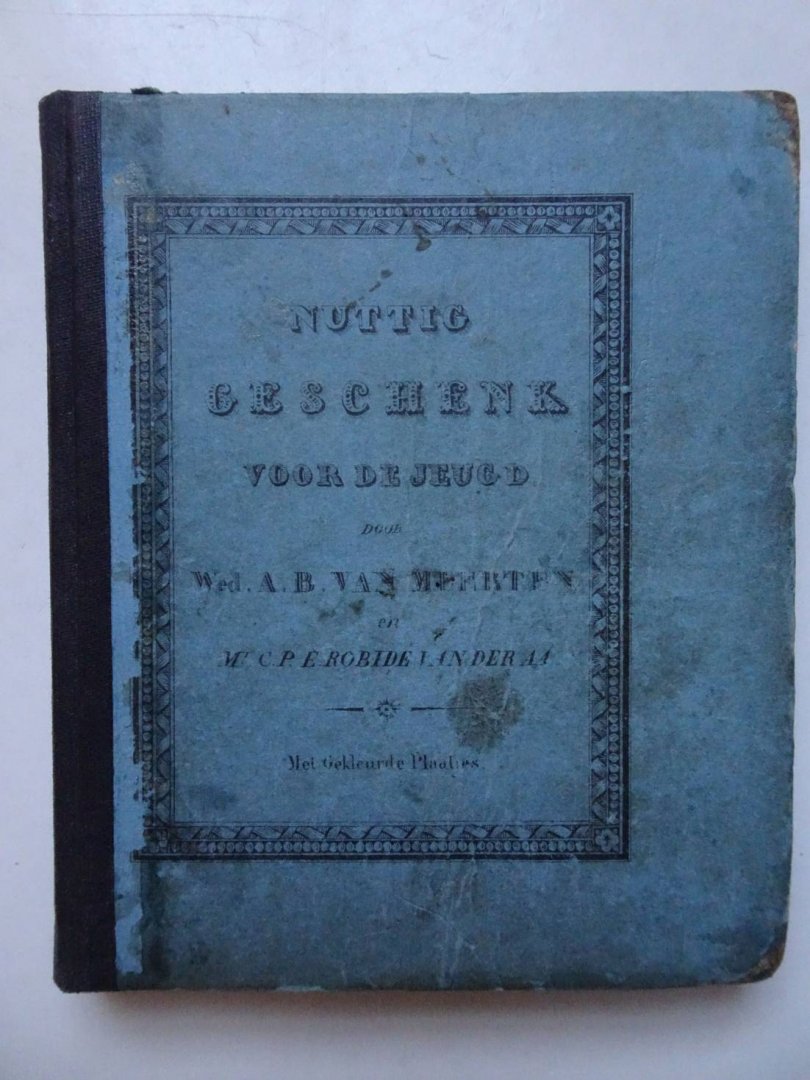 NUTTIG
GESCHENK
VOOR DE JEUGD
DOOR
Wed. A. B. VAN MEERTEN
en
Mr C. P. E. ROBIDE VAN DER AA
Met Gekleurde Plaatjes.